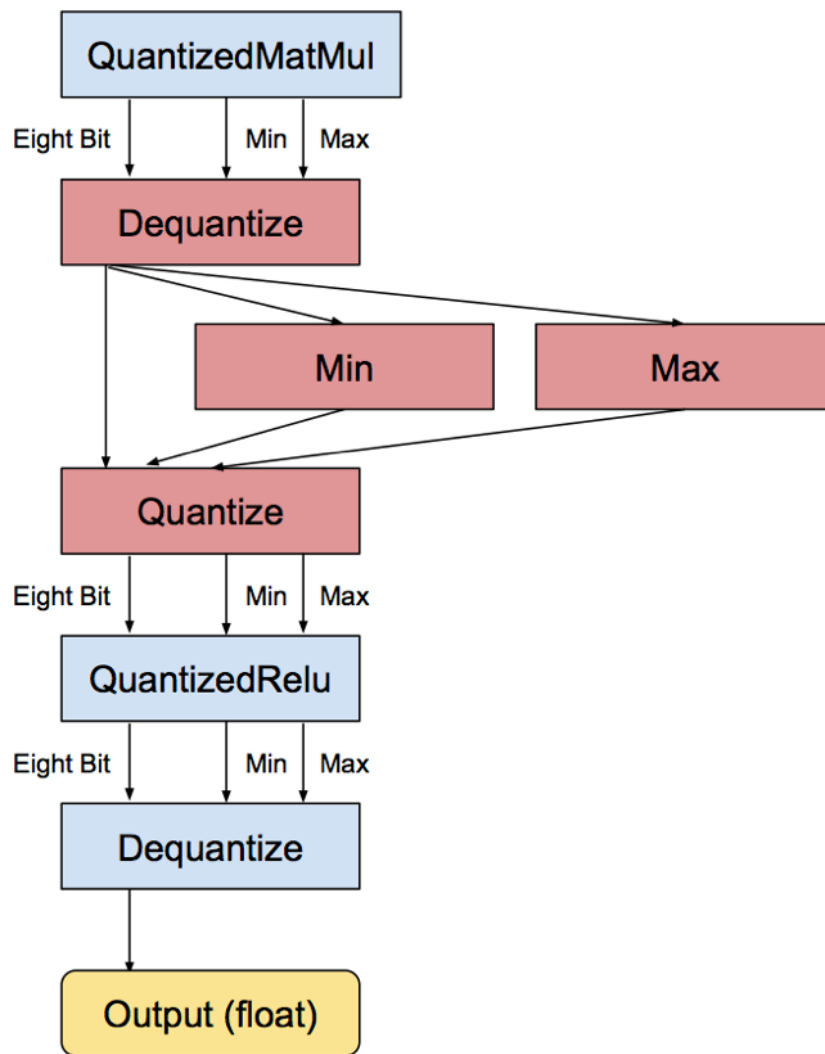 QuantizedMatMul
Eight Bit Min Max
Dequantize
Min Max
Quantize
Eight Bit Min Max
QuantizedRelu
Eight Bit Min Max
Dequantize
Output (float)